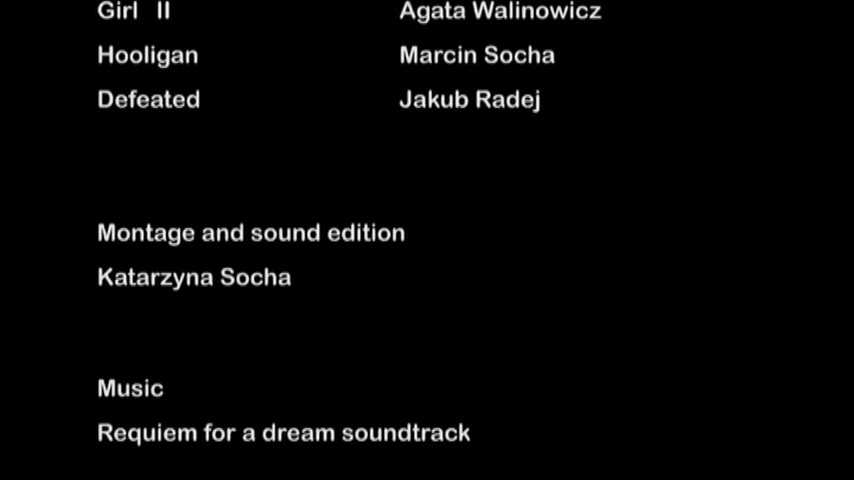 Girl II Agata Walinowicz
Hooligan Marcin Socha
Defeated Jakub Radej
Montage and sound edition
Katarzyna Socha
Music
Requiem for a dream soundtrack